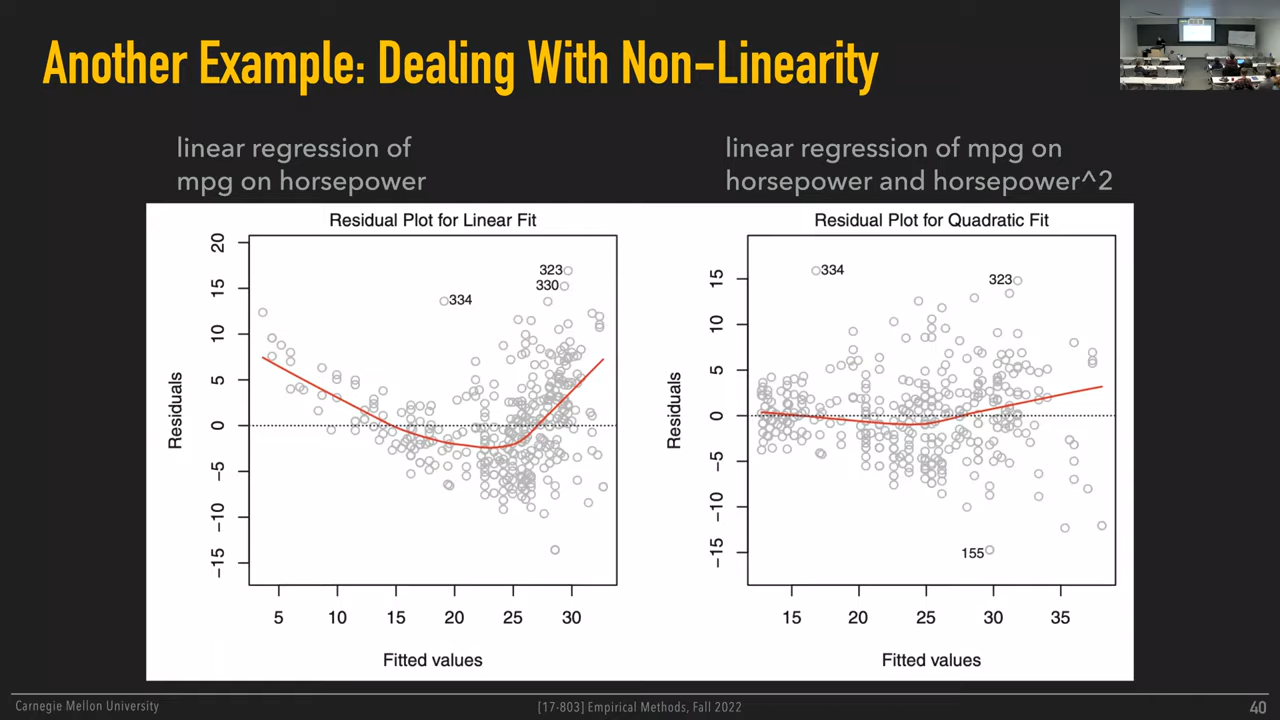 Another Example: Dealing With Non-Linearity
linear regression of
mpg on horsepower
linear regression of mpg on
horsepower and horsepower^2
Residual Plot for Linear Fit
20
15
10
5
0
−5
−10
−15
Residuals
323
330
334
5
10
15
20
25
30
Fitted values
Residual Plot for Quadratic Fit
15
10
5
0
−5
−10
−15
Residuals
334
323
155
15
20
25
30
35
Fitted values
Carnegie Mellon University
[17-803] Empirical Methods, Fall 2022
40